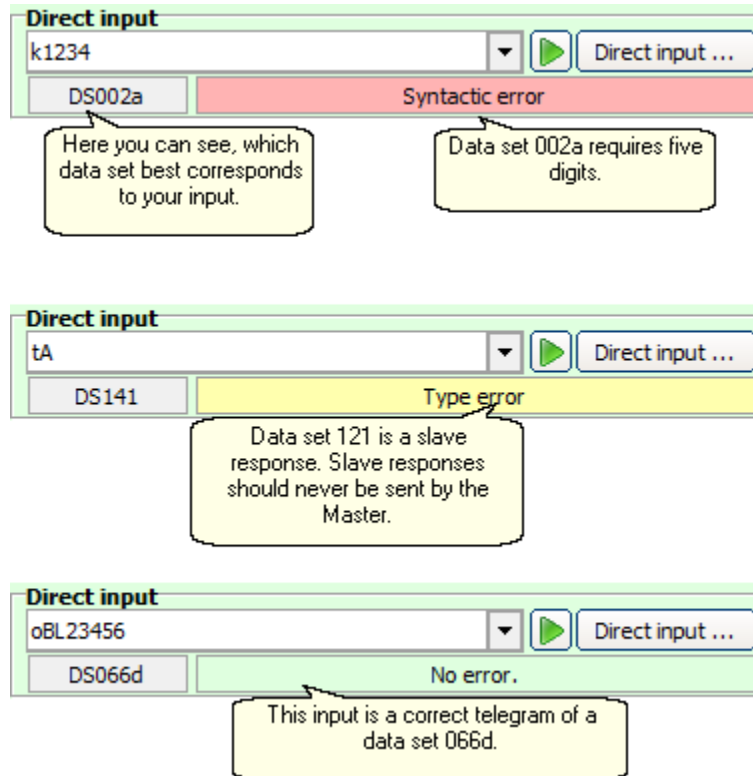 Direct input
k1234
Direct input ...
DS002a
Syntactic error
Here you can see, which
data set best corresponds
to your input.
Data set 002a requires five
digits.
Direct input
tA
Direct input ...
DS141
Type error
Data set 121 is a slave
response. Slave responses
should never be sent by the
Master.
Direct input
oBL23456
Direct input ...
DS066d
No error.
This input is a correct telegram of a
data set 066d.